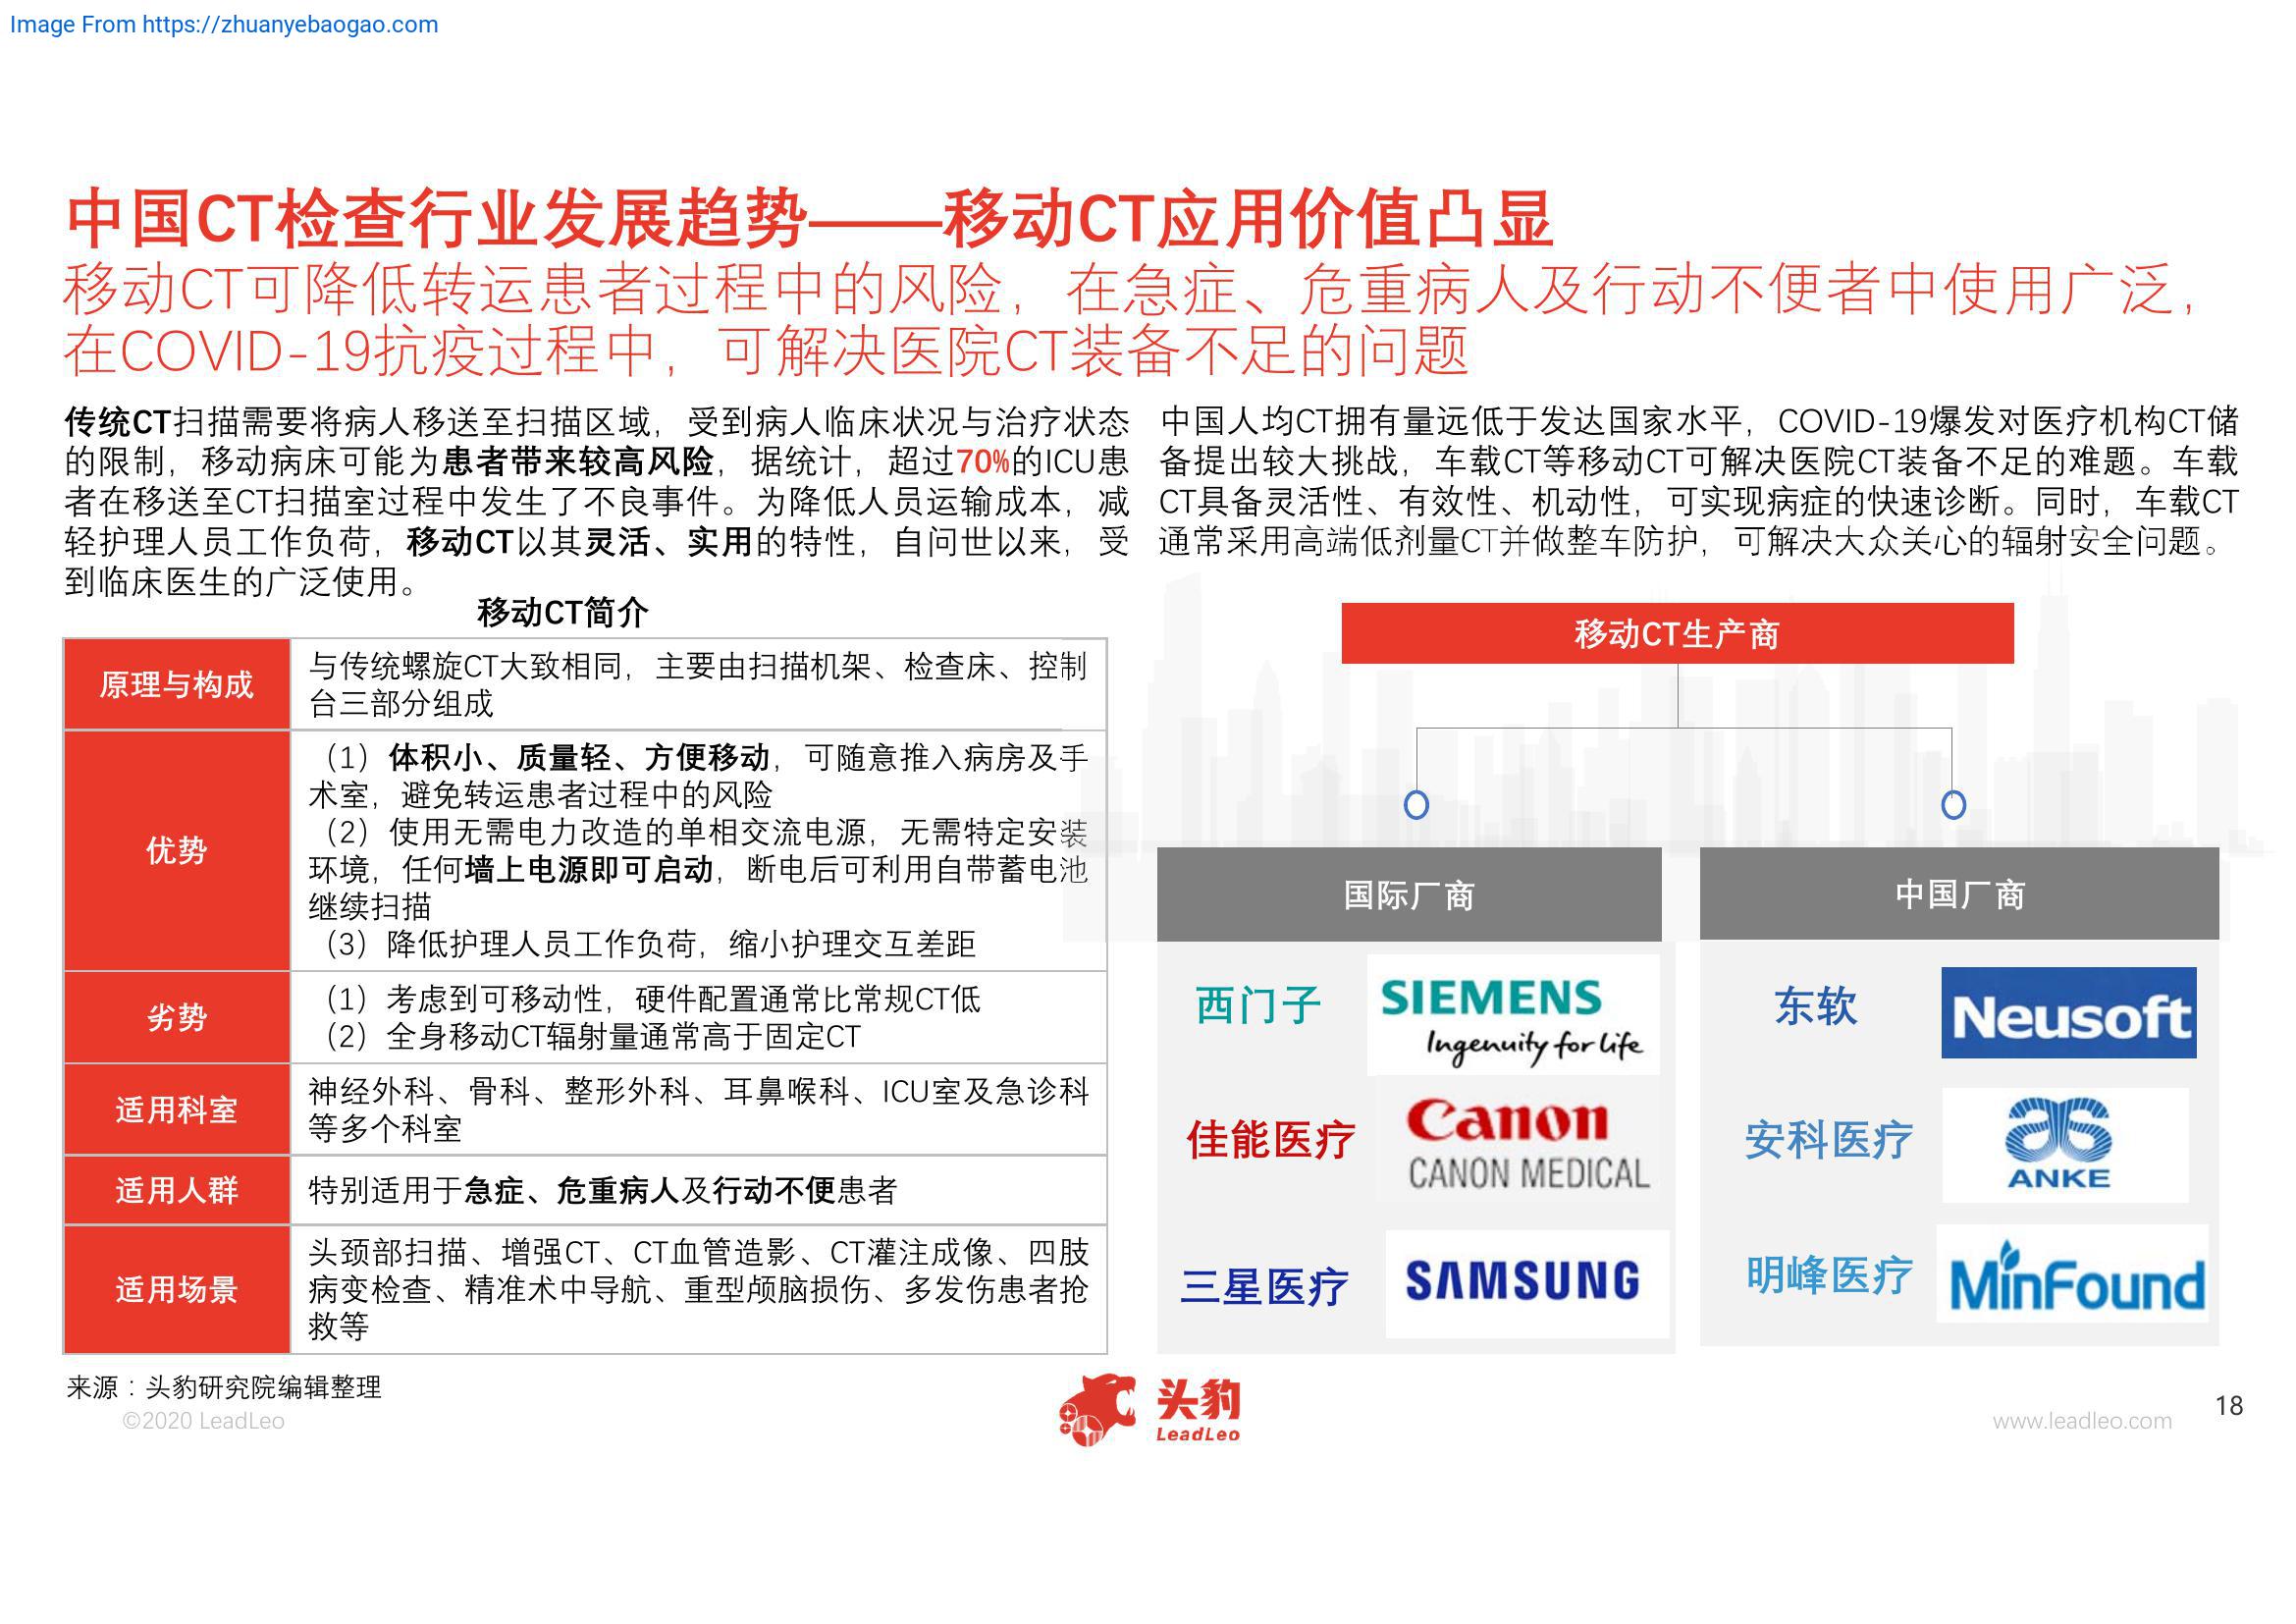 Image From https://zhuanyebaogao.com
中国CT检查行业发展趋势——移动CT应用价值凸显
移动CT可降低转运患者过程中的风险，在急症、危重病人及行动不便者中使用广泛，
在COVID-19抗疫过程中，可解决医院CT装备不足的问题
传统CT扫描需要将病人移送至扫描区域，受到病人临床状况与治疗状态
的限制，移动病床可能为患者带来较高风险，据统计，超过70%的ICU患
者在移送至CT扫描室过程中发生了不良事件。为降低人员运输成本，减
轻护理人员工作负荷，移动CT以其灵活、实用的特性，自问世以来，受
到临床医生的广泛使用。
中国人均CT拥有量远低于发达国家水平，COVID-19爆发对医疗机构CT储
备提出较大挑战，车载CT等移动CT可解决医院CT装备不足的难题。车载
CT具备灵活性、有效性、机动性，可实现病症的快速诊断。同时，车载CT
通常采用高端低剂量CT并做整车防护，可解决大众关心的辐射安全问题。
移动CT简介
原理与构成
与传统螺旋CT大致相同，主要由扫描机架、检查床、控制
台三部分组成
优势
（1）体积小、质量轻、方便移动，可随意推入病房及手
术室，避免转运患者过程中的风险
（2）使用无需电力改造的单相交流电源，无需特定安装
环境，任何墙上电源即可启动，断电后可利用自带蓄电池
继续扫描
（3）降低护理人员工作负荷，缩小护理交互差距
劣势
（1）考虑到可移动性，硬件配置通常比常规CT低
（2）全身移动CT辐射量通常高于固定CT
适用科室
神经外科、骨科、整形外科、耳鼻喉科、ICU室及急诊科
等多个科室
适用人群
特别适用于急症、危重病人及行动不便患者
适用场景
头颈部扫描、增强CT、CT血管造影、CT灌注成像、四肢
病变检查、精准术中导航、重型颅脑损伤、多发伤患者抢
救等
移动CT生产商
国际厂商
西门子
SIEMENS
Ingenuity for life
佳能医疗
Canon
CANON MEDICAL
三星医疗
SAMSUNG
中国厂商
东软
Neusoft
安科医疗
ANKE
明峰医疗
MinFound
来源：头豹研究院编辑整理
©2020 LeadLeo
头豹
LeadLeo
www.leadleo.com
18